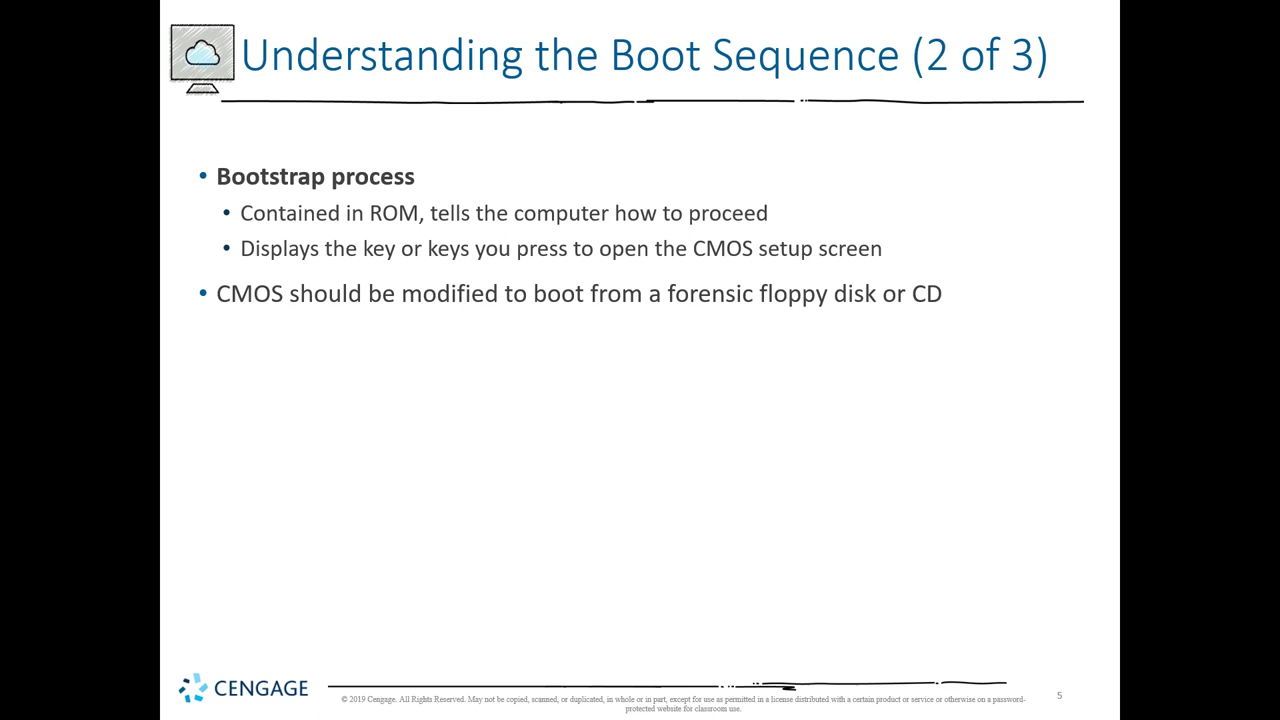 Understanding the Boot Sequence (2 of 3)
• Bootstrap process
• Contained in ROM, tells the computer how to proceed
• Displays the key or keys you press to open the CMOS setup screen
• CMOS should be modified to boot from a forensic floppy disk or CD
CENGAGE
© 2019 Cengage. All Rights Reserved. May not be copied, scanned, or duplicated, in whole or in part, except for use as permitted in a license distributed with a certain product or service or otherwise on a password-
protected website for classroom use.
5